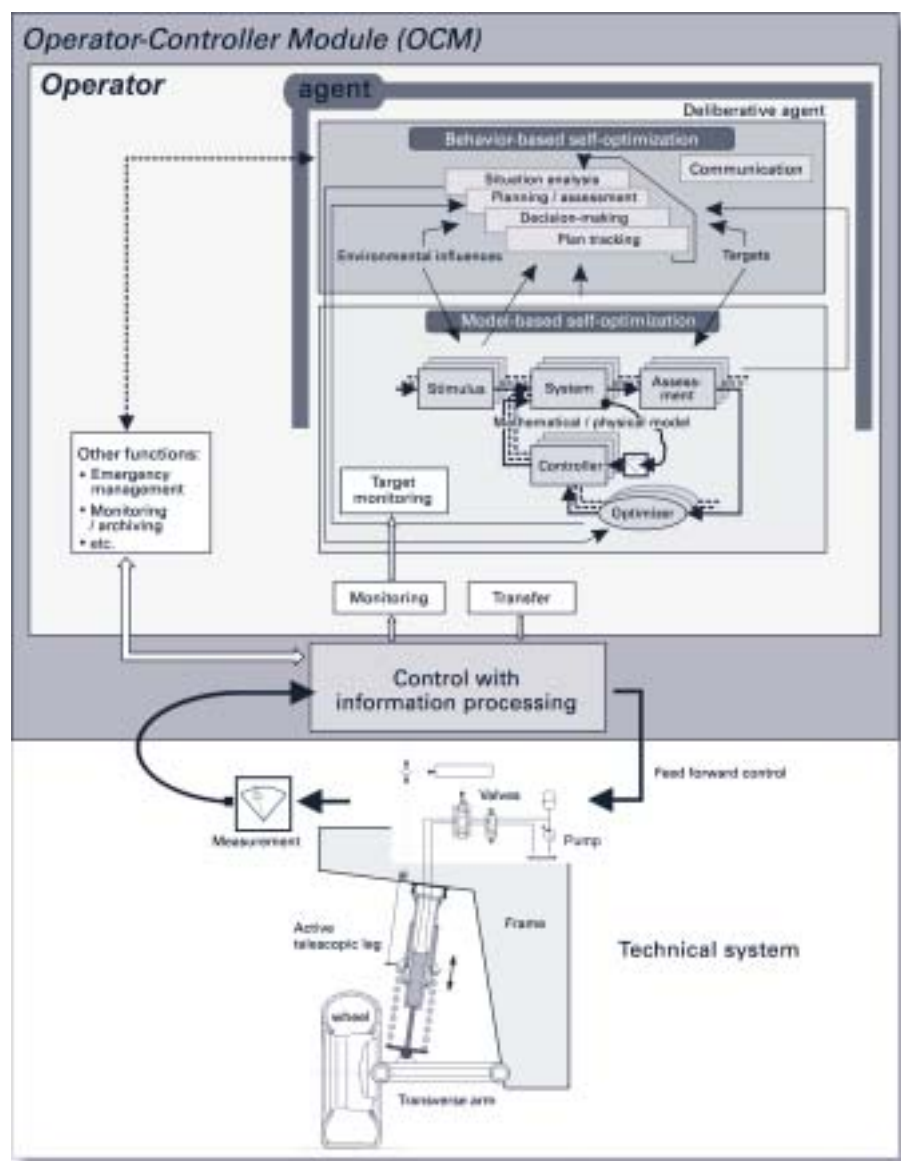 Operator-Controller Module (OCM)
Operator
agent
Deliberative agent
Behavior-based self-optimization
Communication
Situation analysis
Planning / assessment
Decision-making
Plan tracking
Environmental influences
Targets
Model-based self-optimization
Stimulus
System
Assess-
ment
Mathematical / physical model
Controller
Optimizer
Other functions:
• Emergency
management
• Monitoring
/ archiving
• etc.
Target
monitoring
Monitoring
Transfer
Control with
information processing
Feed forward control
Valves
Measurement
Pump
Active
telescopic leg
Frame
Technical system
wheel
Transverse arm